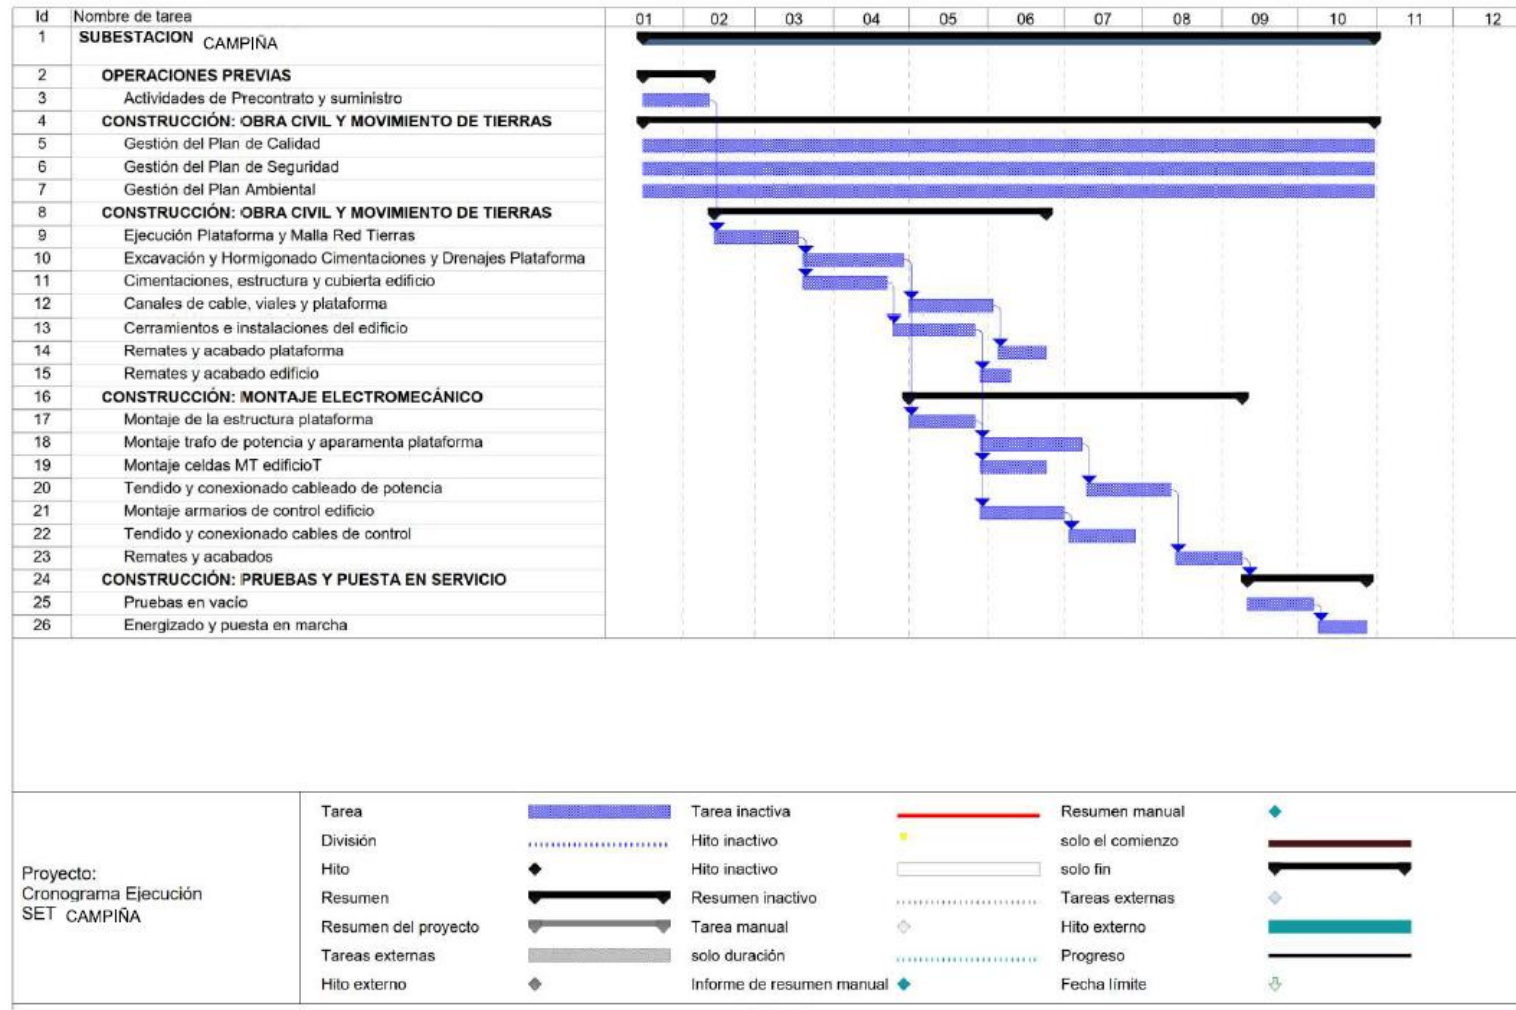 Id Nombre de tarea 01 02 03 04 05 06 07 08 09 10 11 12
1 SUBESTACION CAMPIÑA
2 OPERACIONES PREVIAS
3 Actividades de Precontrato y suministro
4 CONSTRUCCIÓN: OBRA CIVIL Y MOVIMIENTO DE TIERRAS
5 Gestión del Plan de Calidad
6 Gestión del Plan de Seguridad
7 Gestión del Plan Ambiental
8 CONSTRUCCIÓN: OBRA CIVIL Y MOVIMIENTO DE TIERRAS
9 Ejecución Plataforma y Malla Red Tierras
10 Excavación y Hormigonado Cimentaciones y Drenajes Plataforma
11 Cimentaciones, estructura y cubierta edificio
12 Canales de cable, viales y plataforma
13 Cerramientos e instalaciones del edificio
14 Remates y acabado plataforma
15 Remates y acabado edificio
16 CONSTRUCCIÓN: MONTAJE ELECTROMECÁNICO
17 Montaje de la estructura plataforma
18 Montaje trafo de potencia y aparamenta plataforma
19 Montaje celdas MT edificioT
20 Tendido y conexionado cableado de potencia
21 Montaje armarios de control edificio
22 Tendido y conexionado cables de control
23 Remates y acabados
24 CONSTRUCCIÓN: PRUEBAS Y PUESTA EN SERVICIO
25 Pruebas en vacío
26 Energizado y puesta en marcha
Proyecto:
Cronograma Ejecución
SET CAMPIÑA
Tarea Tarea inactiva Resumen manual
División Hito inactivo solo el comienzo
Hito Hito inactivo solo fin
Resumen Resumen inactivo Tareas externas
Resumen del proyecto Tarea manual Hito externo
Tareas externas solo duración Progreso
Hito externo Informe de resumen manual Fecha límite